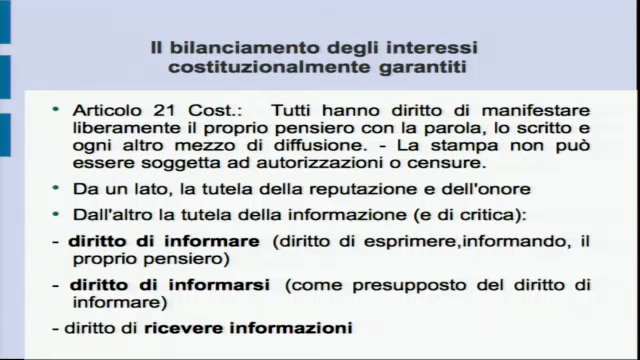 Il bilanciamento degli interessi
costituzionalmente garantiti
• Articolo 21 Cost.: Tutti hanno diritto di manifestare
liberamente il proprio pensiero con la parola, lo scritto e
ogni altro mezzo di diffusione. - La stampa non può
essere soggetta ad autorizzazioni o censure.
• Da un lato, la tutela della reputazione e dell'onore
• Dall'altro la tutela della informazione (e di critica):
- diritto di informare (diritto di esprimere,informando, il
proprio pensiero)
- diritto di informarsi (come presupposto del diritto di
informare)
- diritto di ricevere informazioni